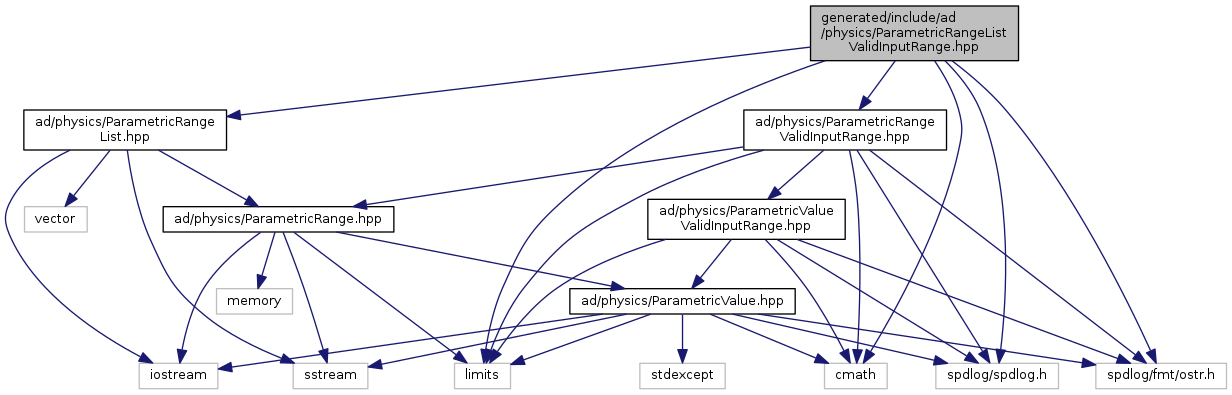 generated/include/ad
/physics/ParametricRangeList
ValidInputRange.hpp
ad/physics/ParametricRange
List.hpp
ad/physics/ParametricRange
ValidInputRange.hpp
vector
ad/physics/ParametricRange.hpp
ad/physics/ParametricValue
ValidInputRange.hpp
memory
ad/physics/ParametricValue.hpp
iostream
sstream
limits
stdexcept
cmath
spdlog/spdlog.h
spdlog/fmt/ostr.h